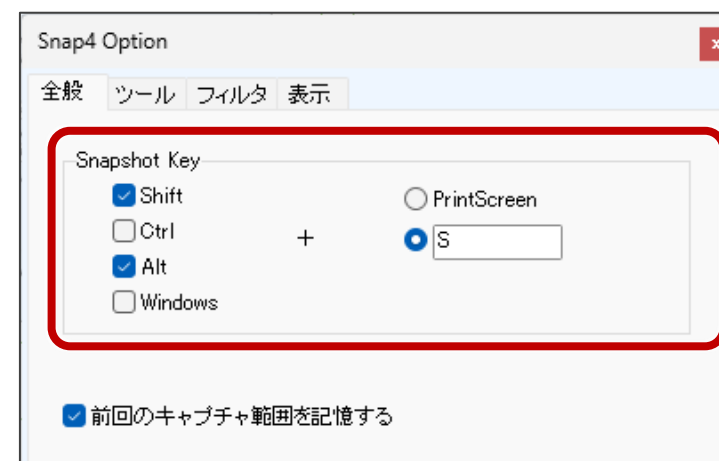 Snap4 Option
x
全般 ツール フィルタ 表示
Snapshot Key
Shift
PrintScreen
Ctrl
+
S
Alt
Windows
前回のキャプチャ範囲を記憶する